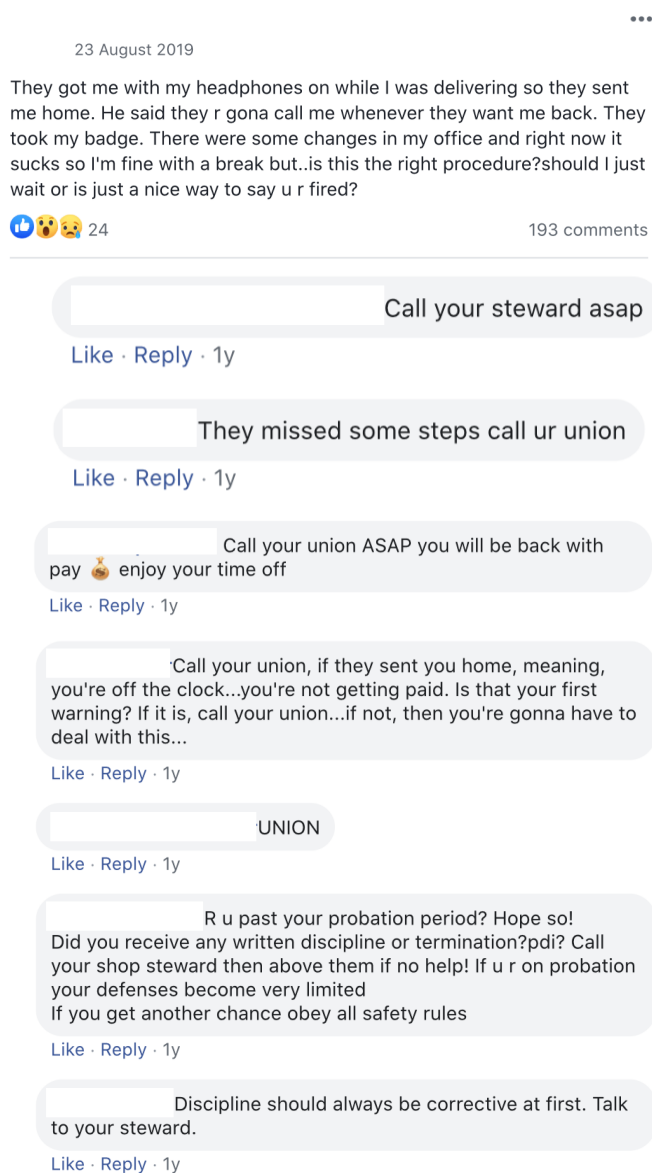 23 August 2019
They got me with my headphones on while I was delivering so they sent
me home. He said they r gona call me whenever they want me back. They
took my badge. There were some changes in my office and right now it
sucks so I'm fine with a break but..is this the right procedure?should I just
wait or is just a nice way to say u r fired?
24
193 comments
Call your steward asap
Like · Reply · 1y
They missed some steps call ur union
Like · Reply · 1y
Call your union ASAP you will be back with
pay 💰 enjoy your time off
Like · Reply · 1y
Call your union, if they sent you home, meaning,
you're off the clock...you're not getting paid. Is that your first
warning? If it is, call your union...if not, then you're gonna have to
deal with this...
Like · Reply · 1y
UNION
Like · Reply · 1y
R u past your probation period? Hope so!
Did you receive any written discipline or termination?pdi? Call
your shop steward then above them if no help! If u r on probation
your defenses become very limited
If you get another chance obey all safety rules
Like · Reply · 1y
Discipline should always be corrective at first. Talk
to your steward.
Like · Reply · 1y